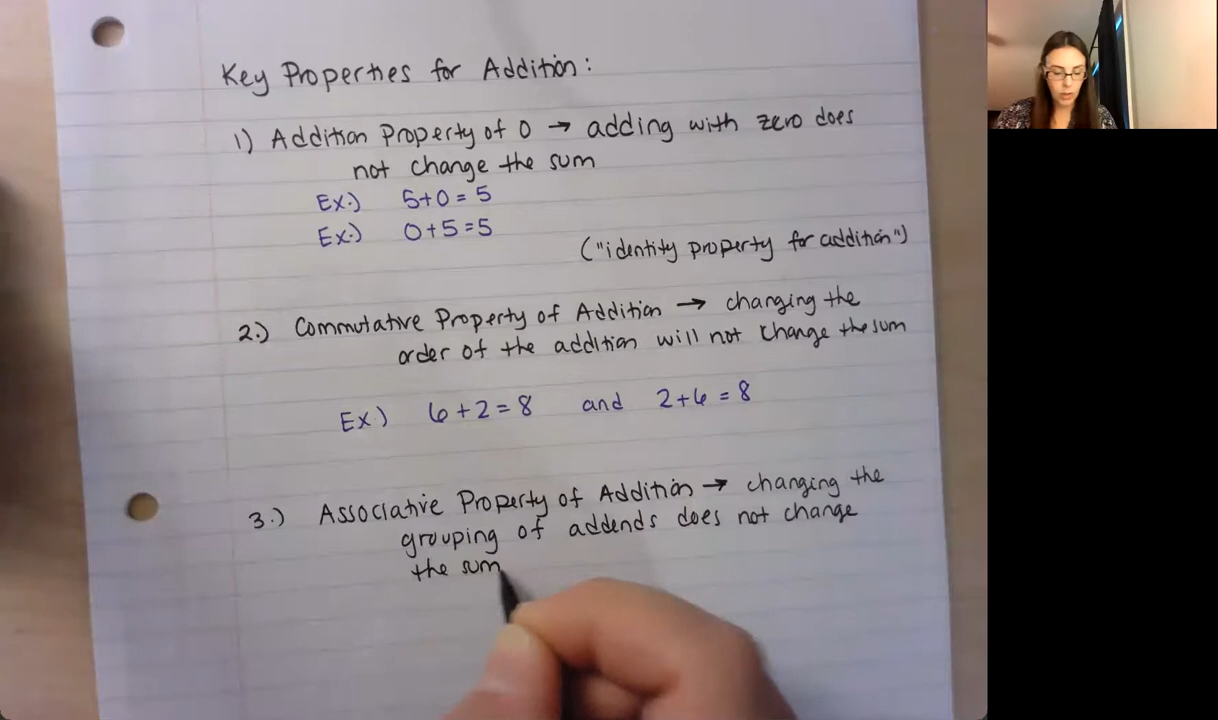 Key Properties for Addition:
1) Addition Property of 0 → adding with zero does
not change the sum
Ex.) 5+0=5
Ex.) 0+5=5
("identity property for addition")
2.) Commutative Property of Addition → changing the
order of the addition will not change the sum
Ex.) 6+2=8 and 2+6=8
3.) Associative Property of Addition → changing the
grouping of addends does not change
the sum